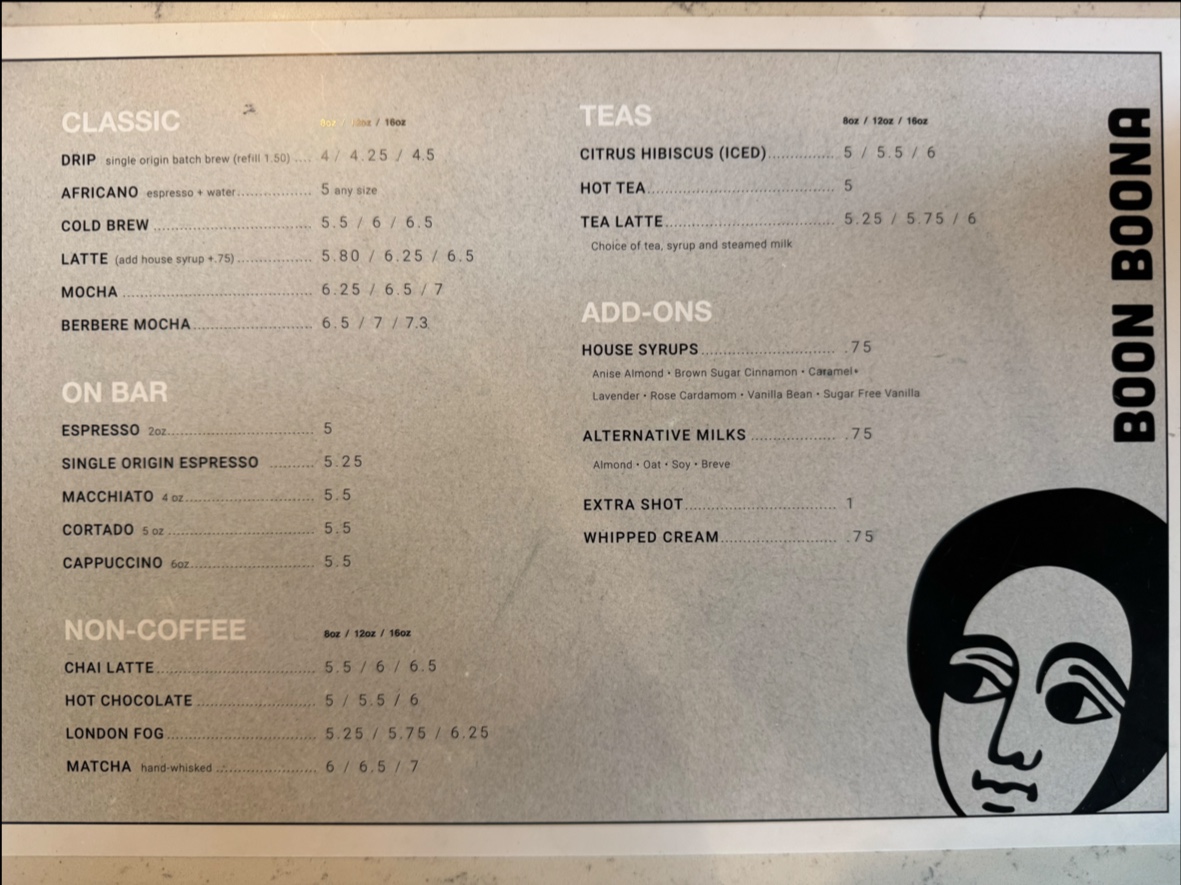 CLASSIC 8oz / 12oz / 16oz
DRIP single origin batch brew (refill 1.50) .... 4 / 4.25 / 4.5
AFRICANO espresso + water 5 any size
COLD BREW 5.5 / 6 / 6.5
LATTE (add house syrup +.75) 5.80 / 6.25 / 6.5
MOCHA 6.25 / 6.5 / 7
BERBERE MOCHA 6.5 / 7 / 7.3
ON BAR
ESPRESSO 2oz 5
SINGLE ORIGIN ESPRESSO 5.25
MACCHIATO 4 oz 5.5
CORTADO 5 oz 5.5
CAPPUCCINO 6oz 5.5
NON-COFFEE 8oz / 12oz / 16oz
CHAI LATTE 5.5 / 6 / 6.5
HOT CHOCOLATE 5 / 5.5 / 6
LONDON FOG 5.25 / 5.75 / 6.25
MATCHA hand-whisked 6 / 6.5 / 7
TEAS 8oz / 12oz / 16oz
CITRUS HIBISCUS (ICED) 5 / 5.5 / 6
HOT TEA 5
TEA LATTE 5.25 / 5.75 / 6
Choice of tea, syrup and steamed milk
ADD-ONS
HOUSE SYRUPS .75
Anise Almond • Brown Sugar Cinnamon • Caramel•
Lavender • Rose Cardamom • Vanilla Bean • Sugar Free Vanilla
ALTERNATIVE MILKS .75
Almond • Oat • Soy • Breve
EXTRA SHOT 1
WHIPPED CREAM .75
BOON BOONA